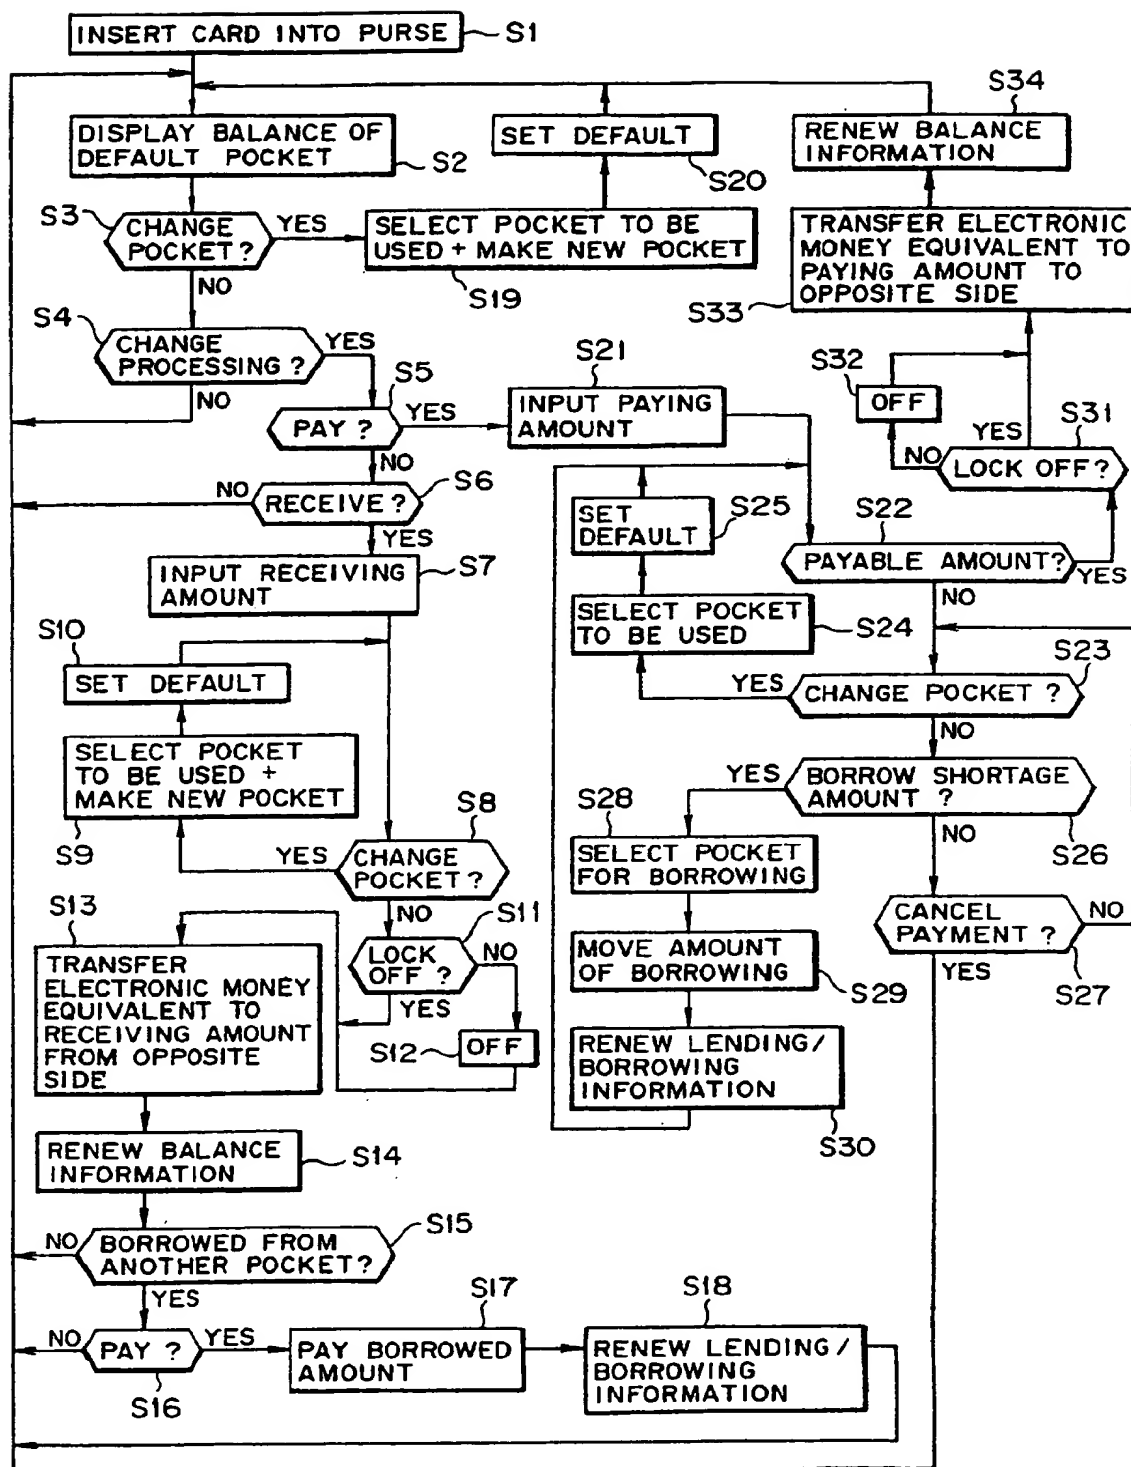 INSERT CARD INTO PURSE
S1
DISPLAY BALANCE OF
DEFAULT POCKET
S2
SET DEFAULT
S20
S34
RENEW BALANCE
INFORMATION
S3
CHANGE
POCKET?
YES
NO
SELECT POCKET TO BE
USED + MAKE NEW POCKET
S19
TRANSFER ELECTRONIC
MONEY EQUIVALENT TO
PAYING AMOUNT TO
OPPOSITE SIDE
S33
S4
CHANGE
PROCESSING ?
YES
NO
S5
PAY ?
YES
NO
S21
INPUT PAYING
AMOUNT
S32
OFF
YES
NO
S31
LOCK OFF?
S6
NO
RECEIVE ?
YES
S25
SET
DEFAULT
S22
PAYABLE AMOUNT?
YES
NO
S7
INPUT RECEIVING
AMOUNT
SELECT POCKET
TO BE USED
S24
S10
SET DEFAULT
S23
YES
CHANGE POCKET ?
NO
SELECT POCKET
TO BE USED +
MAKE NEW POCKET
S9
YES
S8
CHANGE
POCKET ?
NO
YES
BORROW SHORTAGE
AMOUNT ?
S26
NO
S28
SELECT POCKET
FOR BORROWING
S11
LOCK
OFF ?
NO
YES
S12
OFF
CANCEL
PAYMENT ?
NO
YES
S27
S13
TRANSFER
ELECTRONIC MONEY
EQUIVALENT TO
RECEIVING AMOUNT
FROM OPPOSITE
SIDE
MOVE AMOUNT
OF BORROWING
S29
RENEW LENDING/
BORROWING
INFORMATION
S30
RENEW BALANCE
INFORMATION
S14
S15
NO
BORROWED FROM
ANOTHER POCKET?
YES
NO
PAY ?
YES
S16
S17
PAY BORROWED
AMOUNT
S18
RENEW LENDING/
BORROWING
INFORMATION